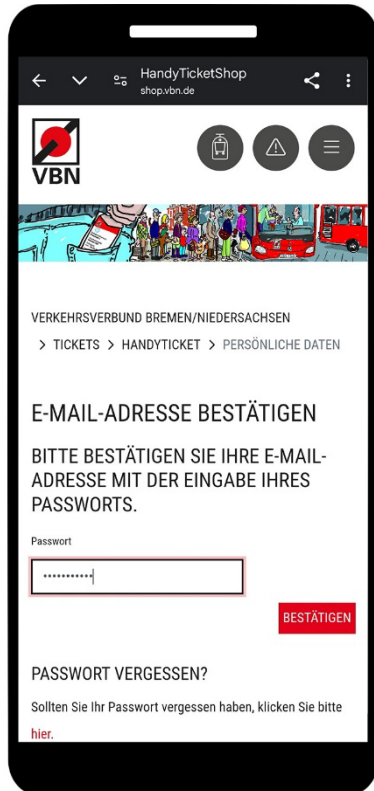 HandyTicketShop
shop.vbn.de
VBN
VERKEHRSVERBUND BREMEN/NIEDERSACHSEN
> TICKETS > HANDYTICKET > PERSÖNLICHE DATEN
E-MAIL-ADRESSE BESTÄTIGEN
BITTE BESTÄTIGEN SIE IHRE E-MAIL-
ADRESSE MIT DER EINGABE IHRES
PASSWORTS.
Passwort
•••••••••••
BESTÄTIGEN
PASSWORT VERGESSEN?
Sollten Sie Ihr Passwort vergessen haben, klicken Sie bitte
hier.